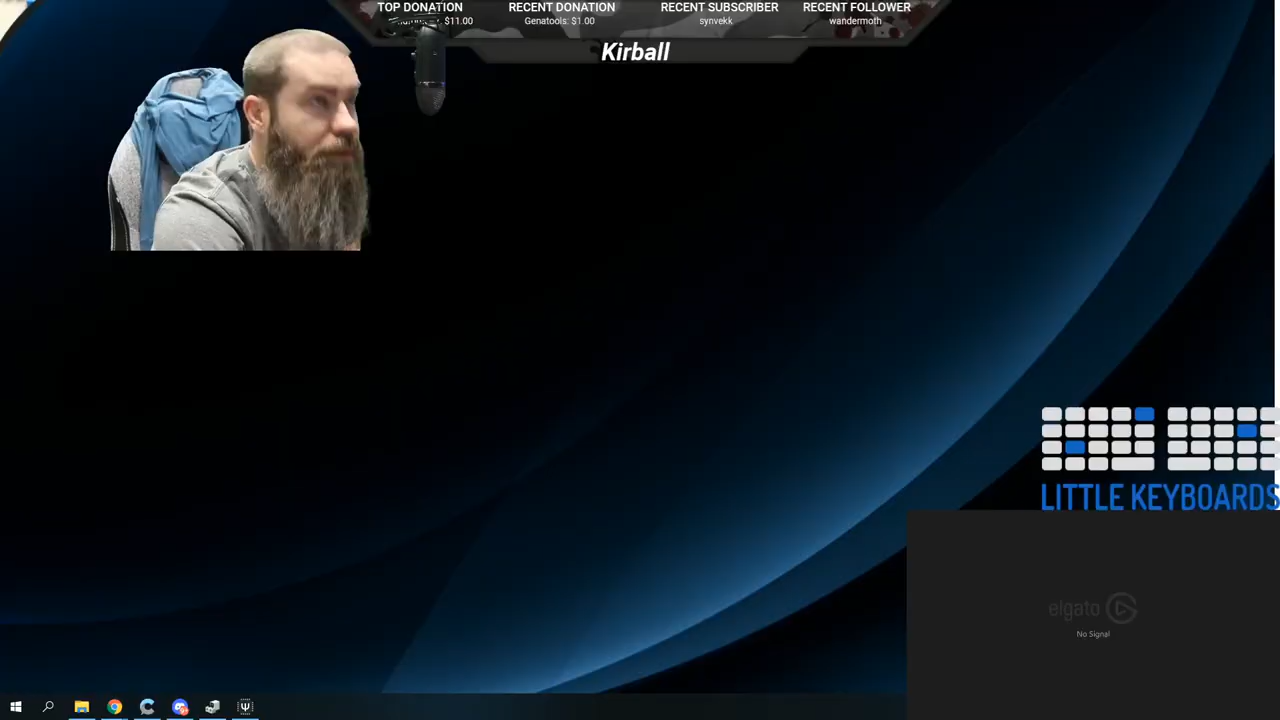 TOP DONATION
RECENT DONATION
RECENT SUBSCRIBER
RECENT FOLLOWER
$11.00
Genatools: $1.00
synvekk
wandermoth
Kirball
LITTLE KEYBOARDS
elgato
No Signal